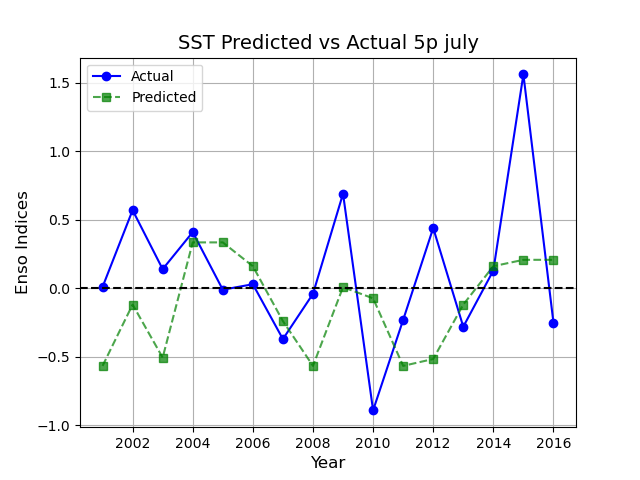 SST Predicted vs Actual 5p july
Actual
Predicted
1.5
1.0
0.5
0.0
−0.5
−1.0
Enso Indices
2002 2004 2006 2008 2010 2012 2014 2016
Year